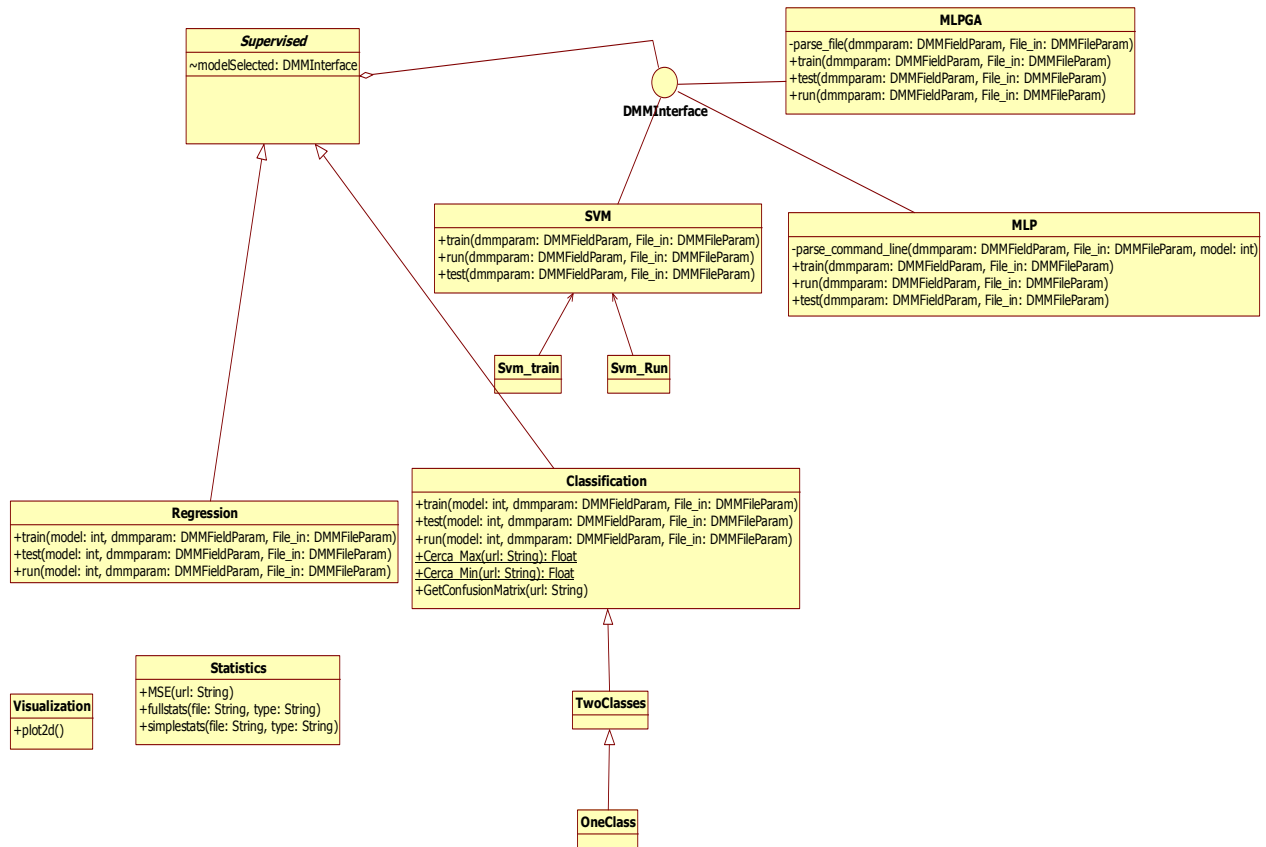 Supervised
~modelSelected: DMMInterface
DMMInterface
MLPGA
-parse_file(dmmparam: DMMFieldParam, File_in: DMMFileParam)
+train(dmmparam: DMMFieldParam, File_in: DMMFileParam)
+test(dmmparam: DMMFieldParam, File_in: DMMFileParam)
+run(dmmparam: DMMFieldParam, File_in: DMMFileParam)
SVM
+train(dmmparam: DMMFieldParam, File_in: DMMFileParam)
+run(dmmparam: DMMFieldParam, File_in: DMMFileParam)
+test(dmmparam: DMMFieldParam, File_in: DMMFileParam)
MLP
-parse_command_line(dmmparam: DMMFieldParam, File_in: DMMFileParam, model: int)
+train(dmmparam: DMMFieldParam, File_in: DMMFileParam)
+run(dmmparam: DMMFieldParam, File_in: DMMFileParam)
+test(dmmparam: DMMFieldParam, File_in: DMMFileParam)
Svm_train
Svm_Run
Regression
+train(model: int, dmmparam: DMMFieldParam, File_in: DMMFileParam)
+test(model: int, dmmparam: DMMFieldParam, File_in: DMMFileParam)
+run(model: int, dmmparam: DMMFieldParam, File_in: DMMFileParam)
Classification
+train(model: int, dmmparam: DMMFieldParam, File_in: DMMFileParam)
+test(model: int, dmmparam: DMMFieldParam, File_in: DMMFileParam)
+run(model: int, dmmparam: DMMFieldParam, File_in: DMMFileParam)
+Cerca_Max(url: String): Float
+Cerca_Min(url: String): Float
+GetConfusionMatrix(url: String)
Visualization
+plot2d()
Statistics
+MSE(url: String)
+fullstats(file: String, type: String)
+simplestats(file: String, type: String)
TwoClasses
OneClass